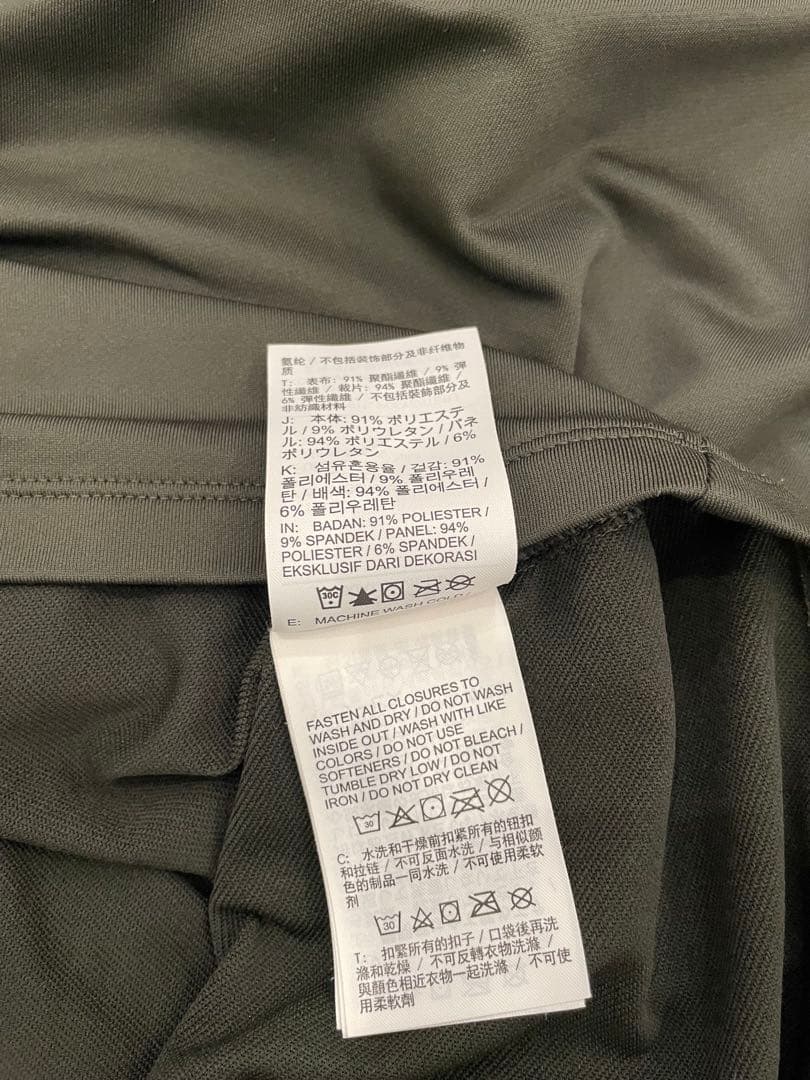 氨纶 / 不包括装饰部分及非纤维物
质
T: 表布: 91% 聚酯纖維 / 9% 彈
性纖維 / 裁片: 94% 聚酯纖維 /
6% 彈性纖維 / 不包括裝飾部分及
非紡織材料
J: 本体: 91% ポリエステ
ル / 9% ポリウレタン / パネ
ル: 94% ポリエステル / 6%
ポリウレタン
K: 섬유혼용율 / 겉감: 91%
폴리에스터 / 9% 폴리우레
탄 / 배색: 94% 폴리에스터 /
6% 폴리우레탄
IN: BADAN: 91% POLIESTER /
9% SPANDEK / PANEL: 94%
POLIESTER / 6% SPANDEK /
EKSKLUSIF DARI DEKORASI
30C
E: MACHINE WASH COLD /
FASTEN ALL CLOSURES TO
WASH AND DRY / DO NOT WASH
INSIDE OUT / WASH WITH LIKE
COLORS / DO NOT USE
SOFTENERS / DO NOT BLEACH /
TUMBLE DRY LOW / DO NOT
IRON / DO NOT DRY CLEAN
30
C: 水洗和干燥前扣紧所有的钮扣
和拉链 / 不可反面水洗 / 与相似颜
色的制品一同水洗 / 不可使用柔软
剂
30
T: 扣緊所有的扣子 / 口袋後再洗
滌和乾燥 / 不可反轉衣物洗滌 /
與顏色相近衣物一起洗滌 / 不可使
用柔軟劑